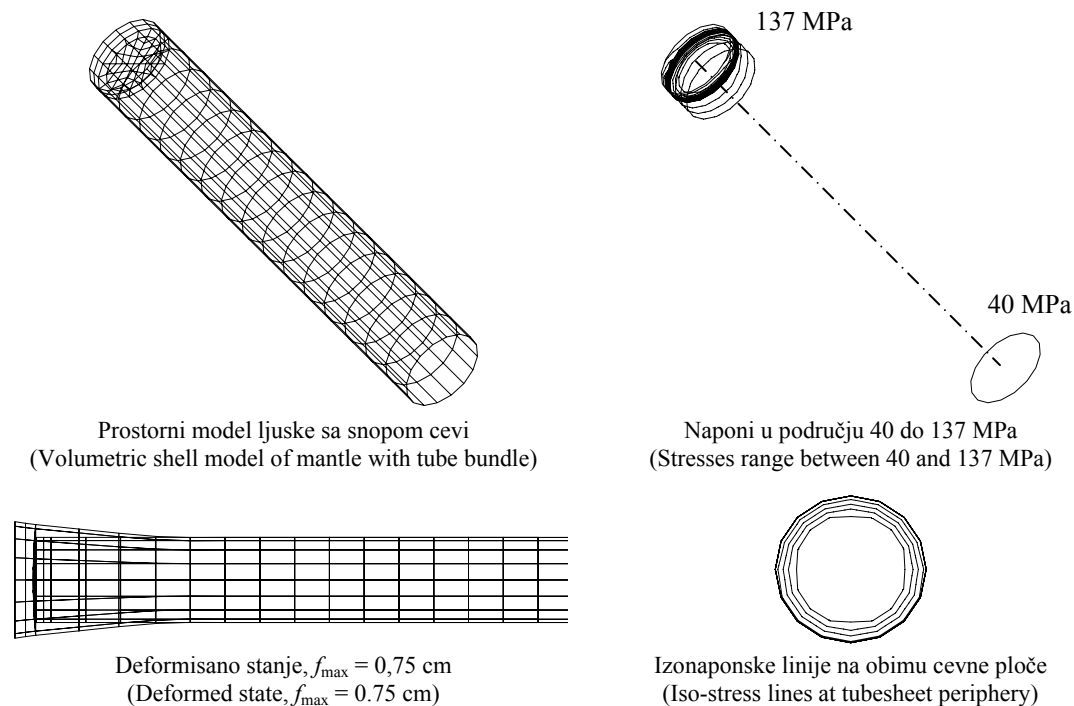 137 MPa
40 MPa
Prostorni model ljuske sa snopom cevi
(Volumetric shell model of mantle with tube bundle)
Naponi u području 40 do 137 MPa
(Stresses range between 40 and 137 MPa)
Deformisano stanje, fmax = 0,75 cm
(Deformed state, fmax = 0.75 cm)
Izonaponske linije na obimu cevne ploče
(Iso-stress lines at tubesheet periphery)